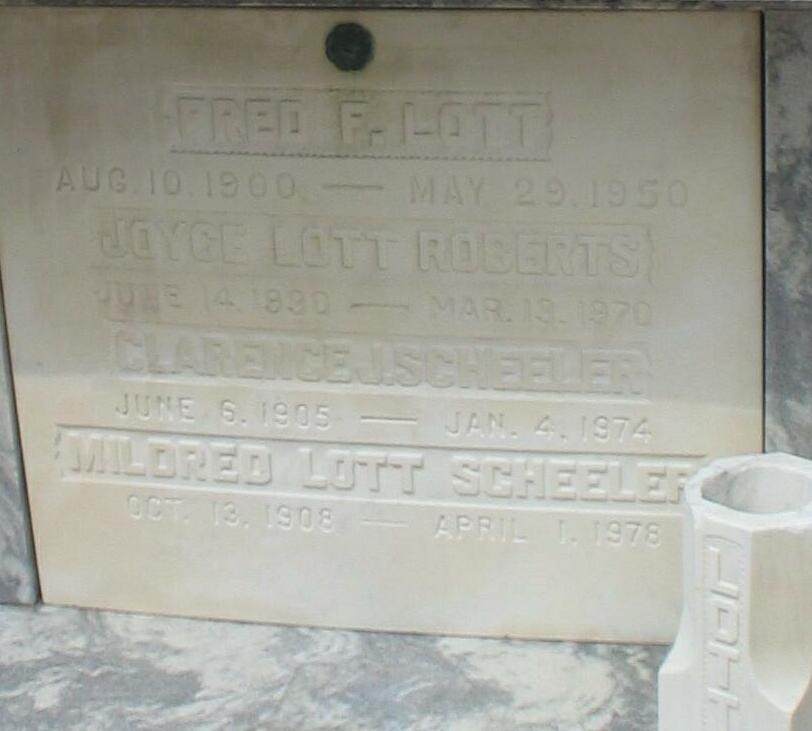 FRED F. LOTT
AUG. 10. 1900 — MAY 29. 1950
JOYCE LOTT ROBERTS
JUNE 14. 1930 — MAR. 13. 1970
CLARENCE J. SCHEELER
JUNE 6. 1905 — JAN. 4. 1974
MILDRED LOTT SCHEELER
OCT. 13. 1908 — APRIL 1. 1978
LOTT